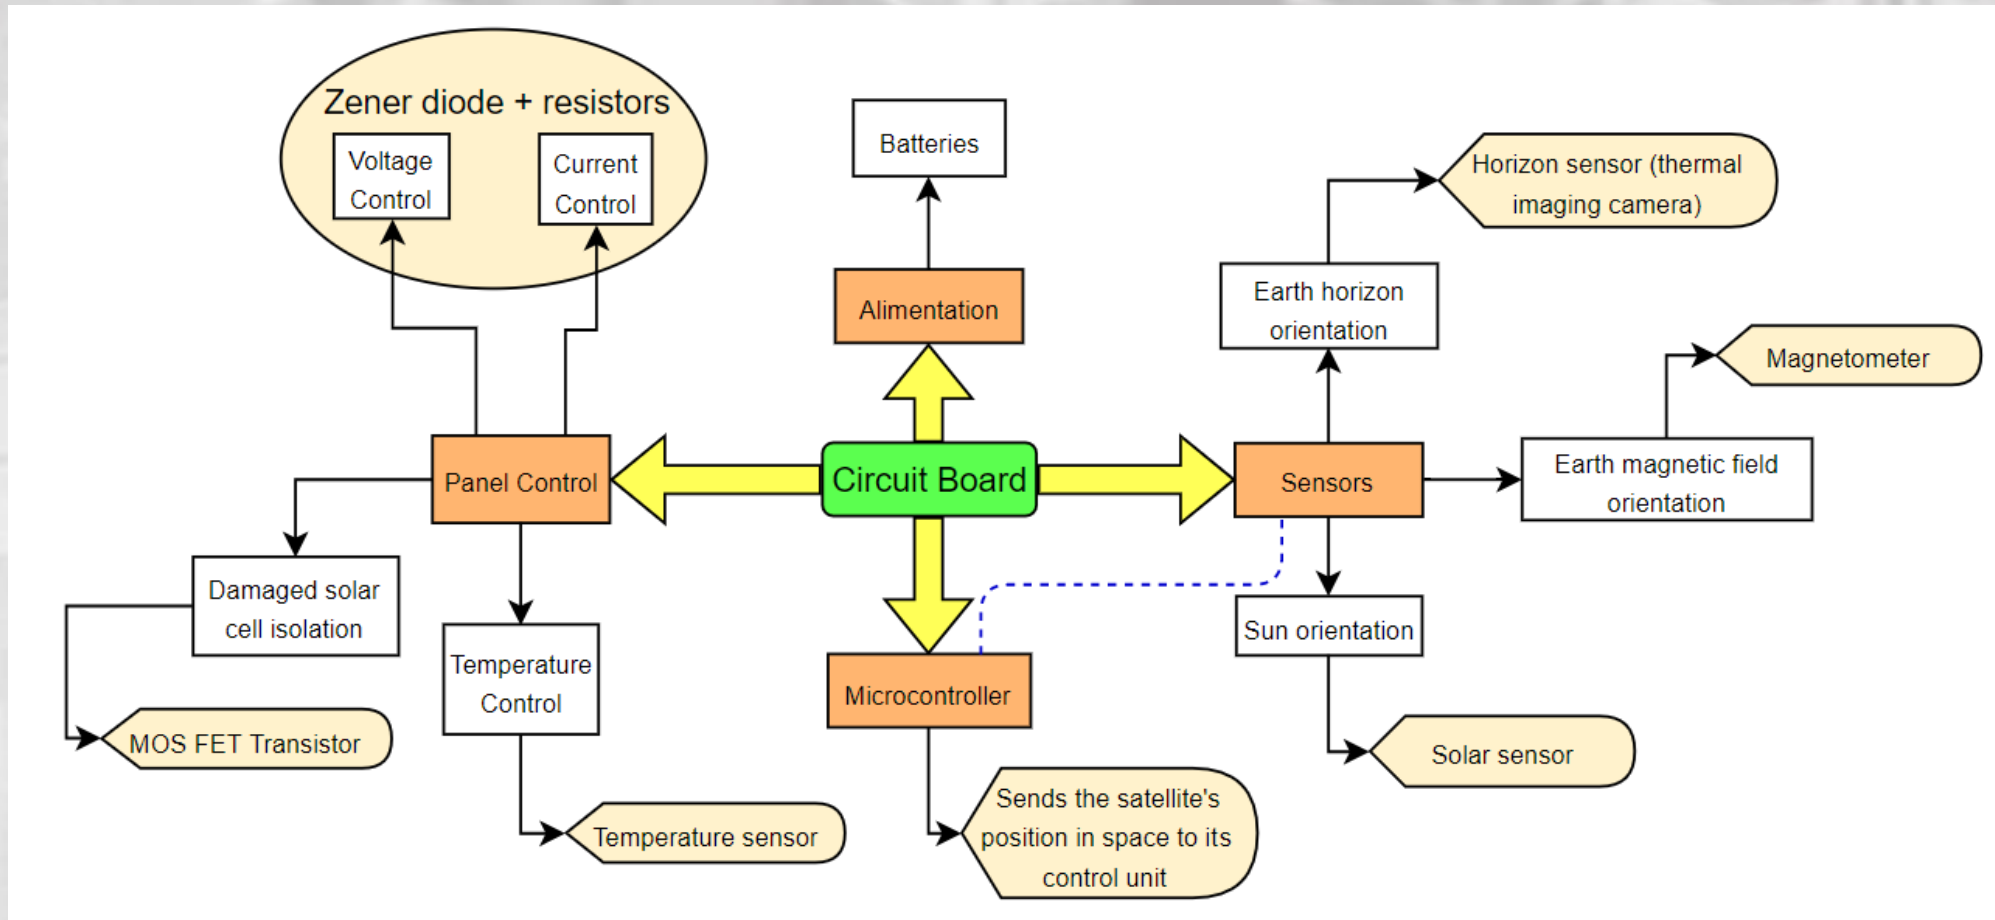 Zener diode + resistors
Voltage
Control
Current
Control
Batteries
Horizon sensor (thermal
imaging camera)
Alimentation
Earth horizon
orientation
Magnetometer
Panel Control
Circuit Board
Sensors
Earth magnetic field
orientation
Damaged solar
cell isolation
Temperature
Control
Microcontroller
Sun orientation
MOS FET Transistor
Temperature sensor
Sends the satellite's
position in space to its
control unit
Solar sensor